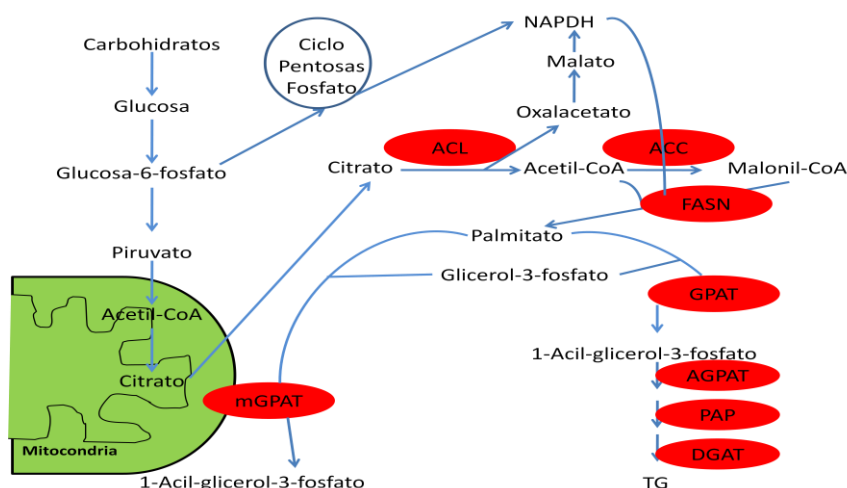 NAPDH
Carbohidratos
Ciclo
Pentosas
Fosfato
Malato
Glucosa
Oxalacetato
ACL
ACC
Glucosa-6-fosfato
Citrato
Acetil-CoA
Malonil-CoA
FASN
Palmitato
Piruvato
Glicerol-3-fosfato
GPAT
Acetil-CoA
1-Acil-glicerol-3-fosfato
Citrato
AGPAT
mGPAT
PAP
Mitocondria
DGAT
1-Acil-glicerol-3-fosfato
TG